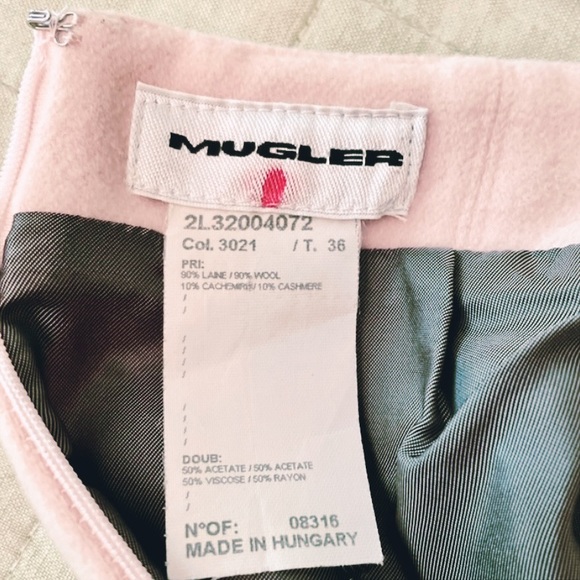 MUGLER
2L32004072
Col. 3021 / T. 36
PRI:
90% LAINE / 90% WOOL
10% CACHEMIRE / 10% CASHMERE
/
/
/
/
/
/
/
/
DOUB:
50% ACETATE / 50% ACETATE
50% VISCOSE / 50% RAYON
/
/
N°OF: 08316
MADE IN HUNGARY